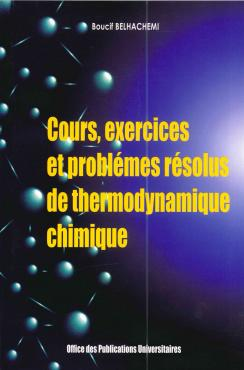 Boucif BELHACHEMI
Cours, exercices
et problémes résolus
de thermodynamique
chimique
Office des Publications Universitaires